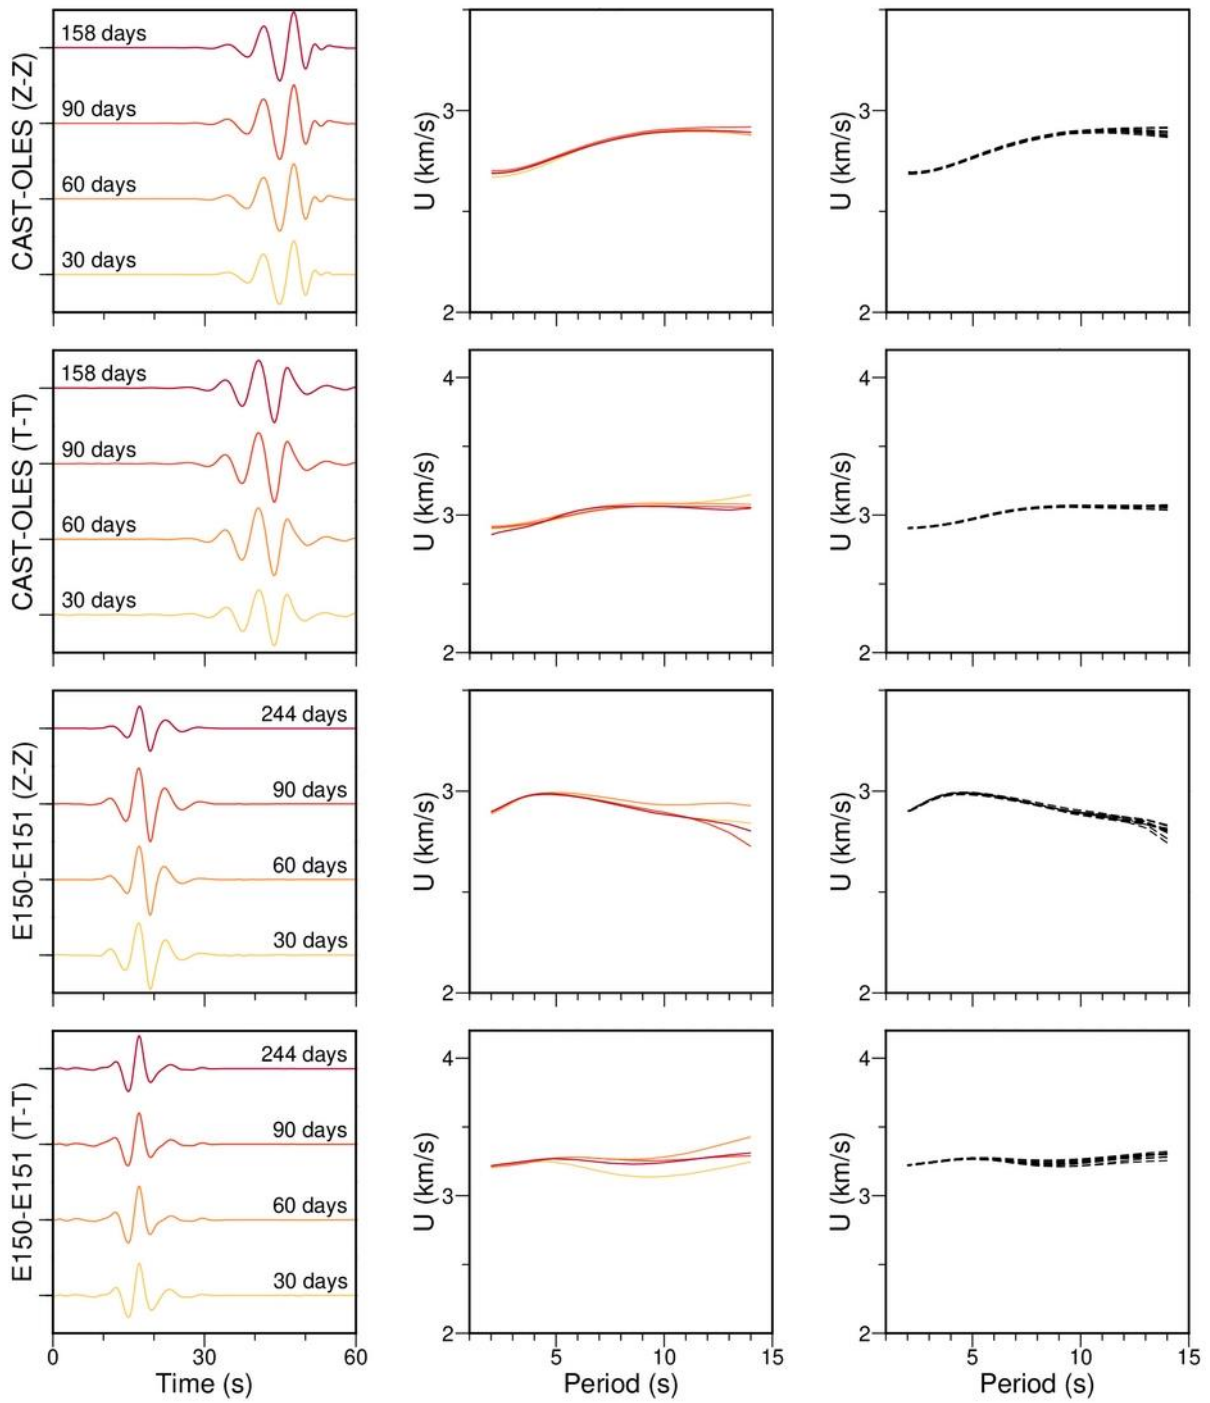 CAST-OLES (Z-Z)
158 days
90 days
60 days
30 days
U (km/s)
3
2
U (km/s)
3
2
CAST-OLES (T-T)
158 days
90 days
60 days
30 days
U (km/s)
4
3
2
U (km/s)
4
3
2
E150-E151 (Z-Z)
244 days
90 days
60 days
30 days
U (km/s)
3
2
U (km/s)
3
2
E150-E151 (T-T)
244 days
90 days
60 days
30 days
0 30 60
Time (s)
U (km/s)
4
3
2
5 10 15
Period (s)
U (km/s)
4
3
2
5 10 15
Period (s)